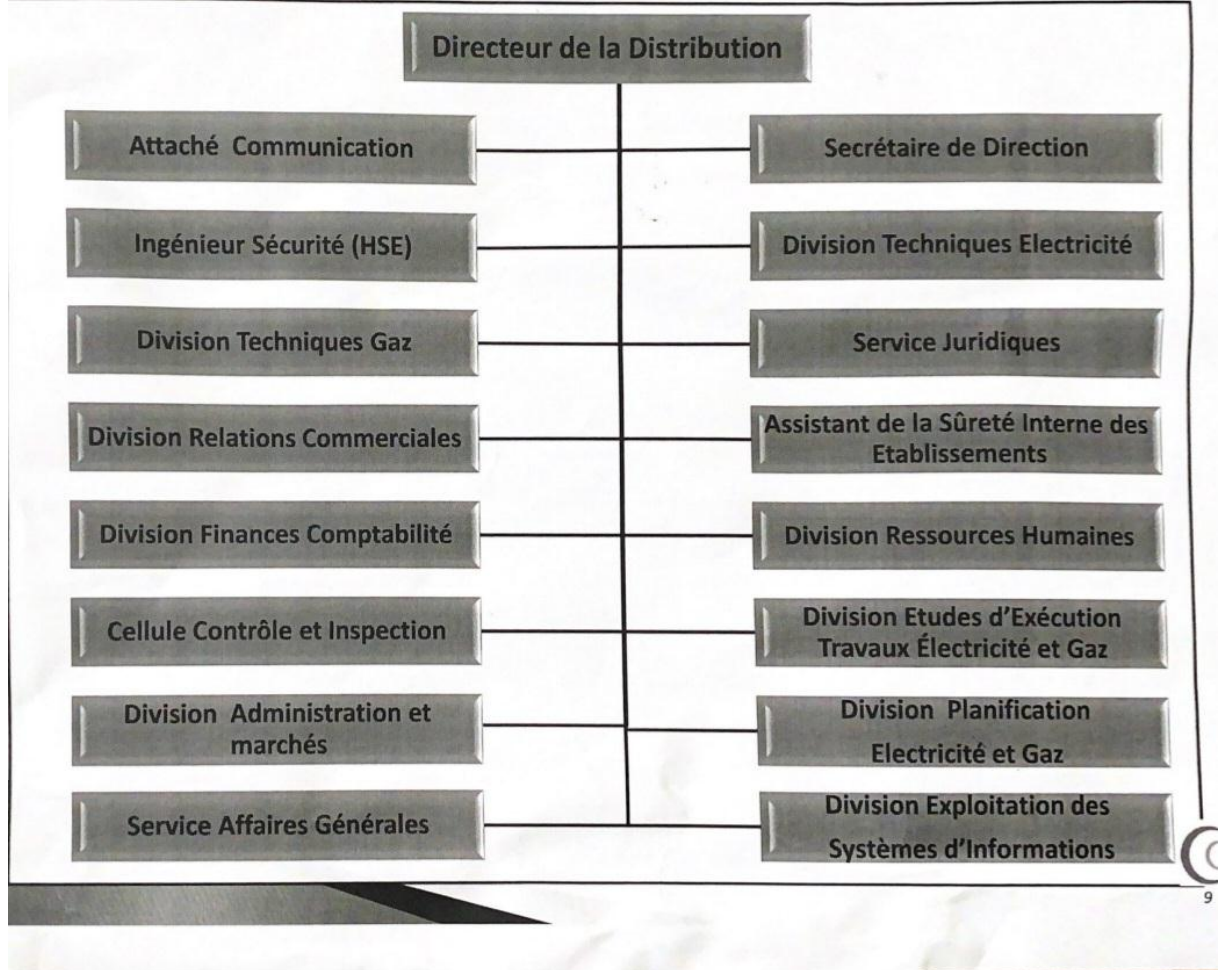 Directeur de la Distribution
Attaché Communication
Secrétaire de Direction
Ingénieur Sécurité (HSE)
Division Techniques Electricité
Division Techniques Gaz
Service Juridiques
Division Relations Commerciales
Assistant de la Sûreté Interne des
Etablissements
Division Finances Comptabilité
Division Ressources Humaines
Cellule Contrôle et Inspection
Division Etudes d'Exécution
Travaux Électricité et Gaz
Division Administration et
marchés
Division Planification
Electricité et Gaz
Service Affaires Générales
Division Exploitation des
Systèmes d'Informations
9